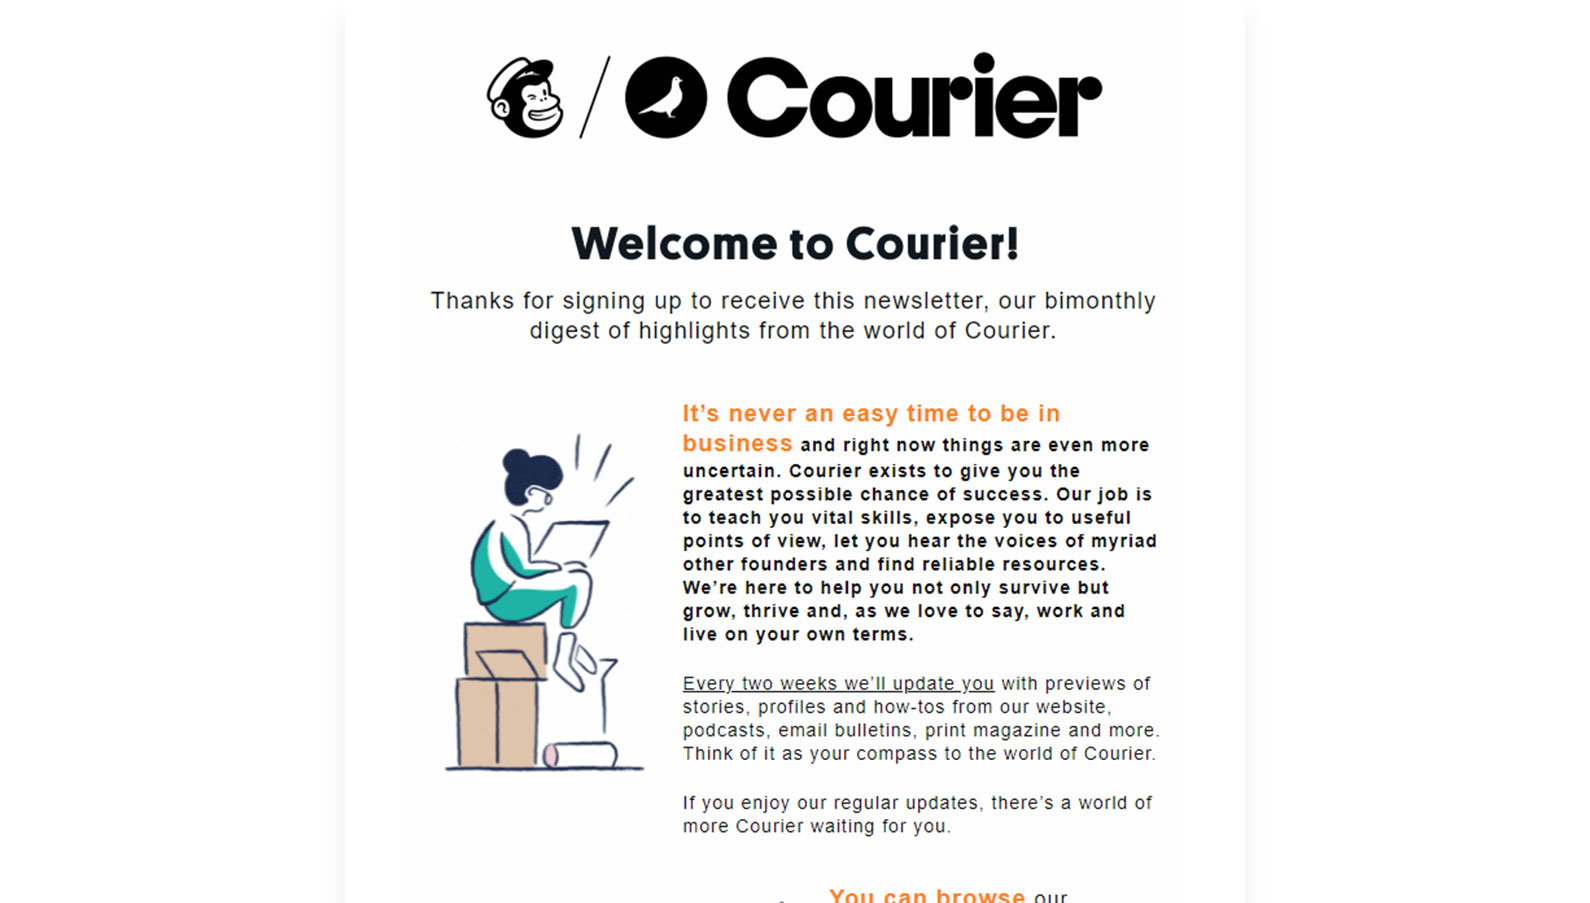 Courier
Welcome to Courier!
Thanks for signing up to receive this newsletter, our bimonthly
digest of highlights from the world of Courier.
It’s never an easy time to be in
business and right now things are even more
uncertain. Courier exists to give you the
greatest possible chance of success. Our job is
to teach you vital skills, expose you to useful
points of view, let you hear the voices of myriad
other founders and find reliable resources.
We’re here to help you not only survive but
grow, thrive and, as we love to say, work and
live on your own terms.
Every two weeks we’ll update you with previews of
stories, profiles and how-tos from our website,
podcasts, email bulletins, print magazine and more.
Think of it as your compass to the world of Courier.
If you enjoy our regular updates, there’s a world of
more Courier waiting for you.
You can browse our